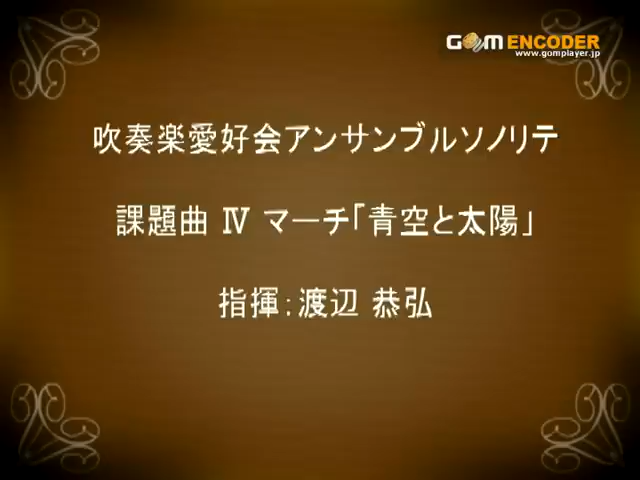 GOM ENCODER
www.gomplayer.jp
吹奏楽愛好会アンサンブルソノリテ
課題曲 Ⅳ マーチ「青空と太陽」
指揮：渡辺 恭弘